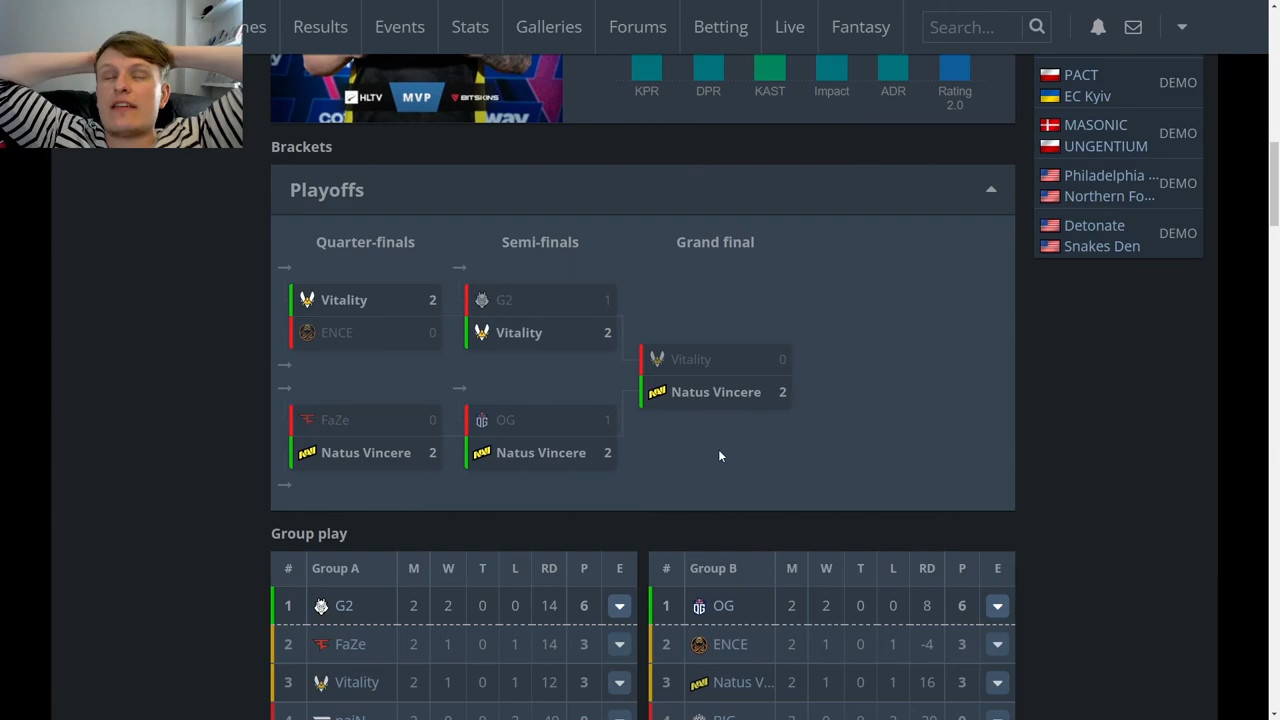 Results Events Stats Galleries Forums Betting Live Fantasy Search...
HLTV MVP BITSKINS
KPR DPR KAST Impact ADR Rating 2.0
PACT
EC Kyiv
DEMO
MASONIC
UNGENTIUM
DEMO
Philadelphia ...
Northern Fo...
DEMO
Detonate
Snakes Den
DEMO
Brackets
Playoffs
Quarter-finals Semi-finals Grand final
Vitality 2
ENCE 0
G2 1
Vitality 2
Vitality 0
Natus Vincere 2
FaZe 0
Natus Vincere 2
OG 1
Natus Vincere 2
Group play
# Group A M W T L RD P E
1 G2 2 2 0 0 14 6
2 FaZe 2 1 0 1 14 3
3 Vitality 2 1 0 1 12 3
# Group B M W T L RD P E
1 OG 2 2 0 0 8 6
2 ENCE 2 1 0 1 -4 3
3 Natus V... 2 1 0 1 16 3